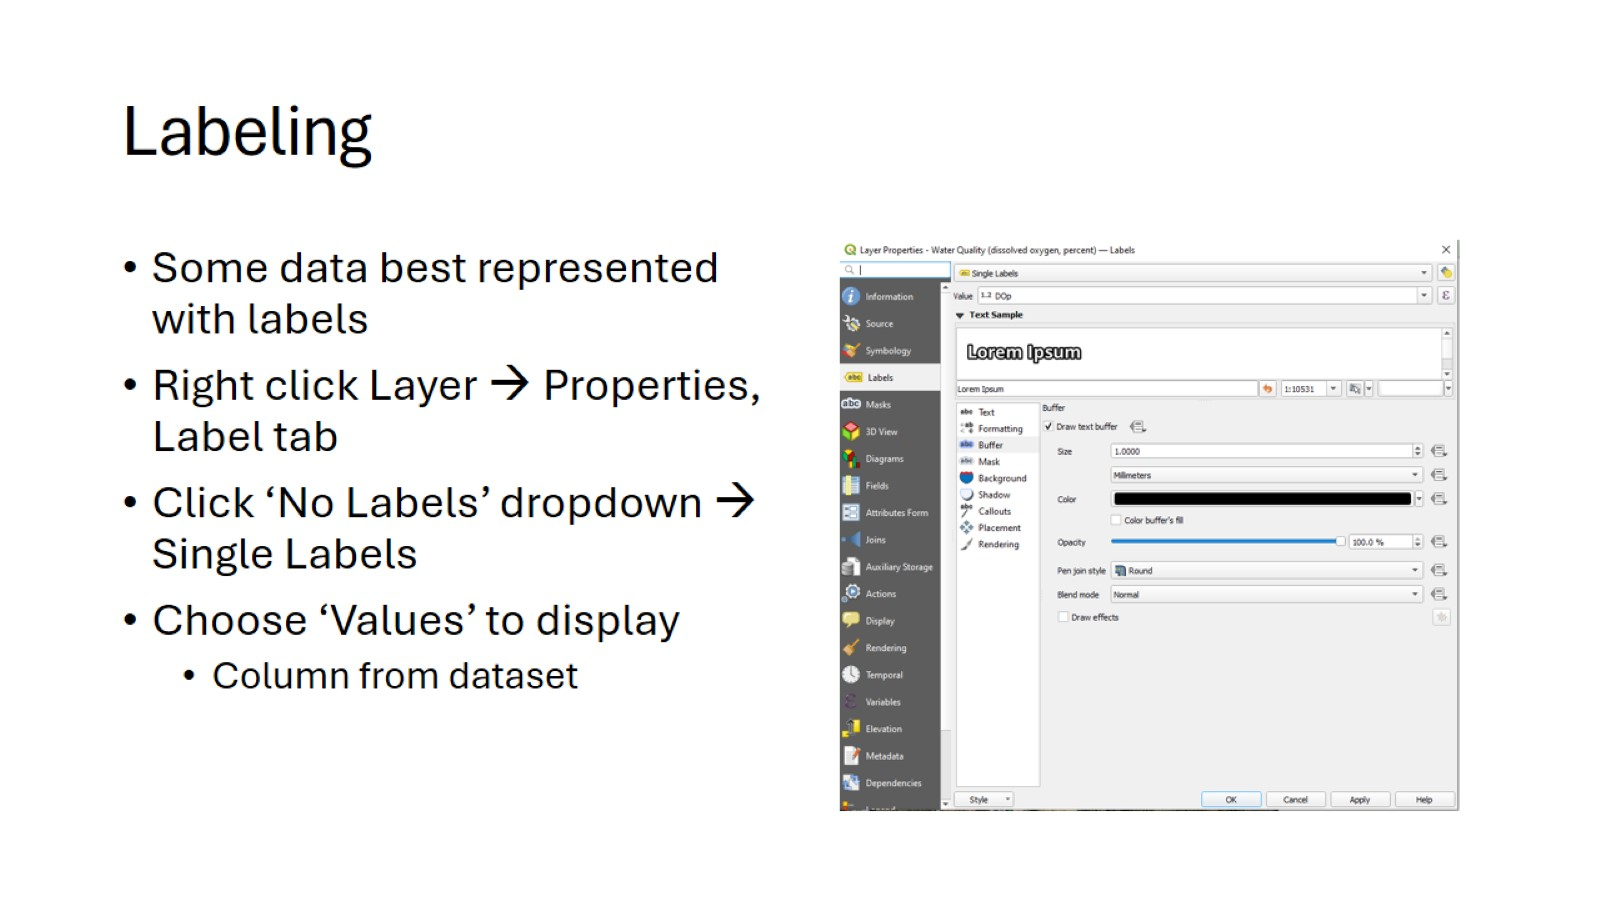 Labeling
• Some data best represented
with labels
• Right click Layer → Properties,
Label tab
• Click ‘No Labels’ dropdown →
Single Labels
• Choose ‘Values’ to display
• Column from dataset
Layer Properties - Water Quality (dissolved oxygen, percent) — Labels
Information
Source
Symbology
Labels
Masks
3D View
Diagrams
Fields
Attributes Form
Joins
Auxiliary Storage
Actions
Display
Rendering
Temporal
Variables
Elevation
Metadata
Dependencies
Single Labels
Value 1.2 DOp
Text Sample
Lorem Ipsum
Lorem Ipsum 1:10531
Text
Formatting
Buffer
Mask
Background
Shadow
Callouts
Placement
Rendering
Buffer
Draw text buffer
Size 1.0000
Millimeters
Color
Color buffer's fill
Opacity 100.0 %
Pen join style Round
Blend mode Normal
Draw effects
Style OK Cancel Apply Help